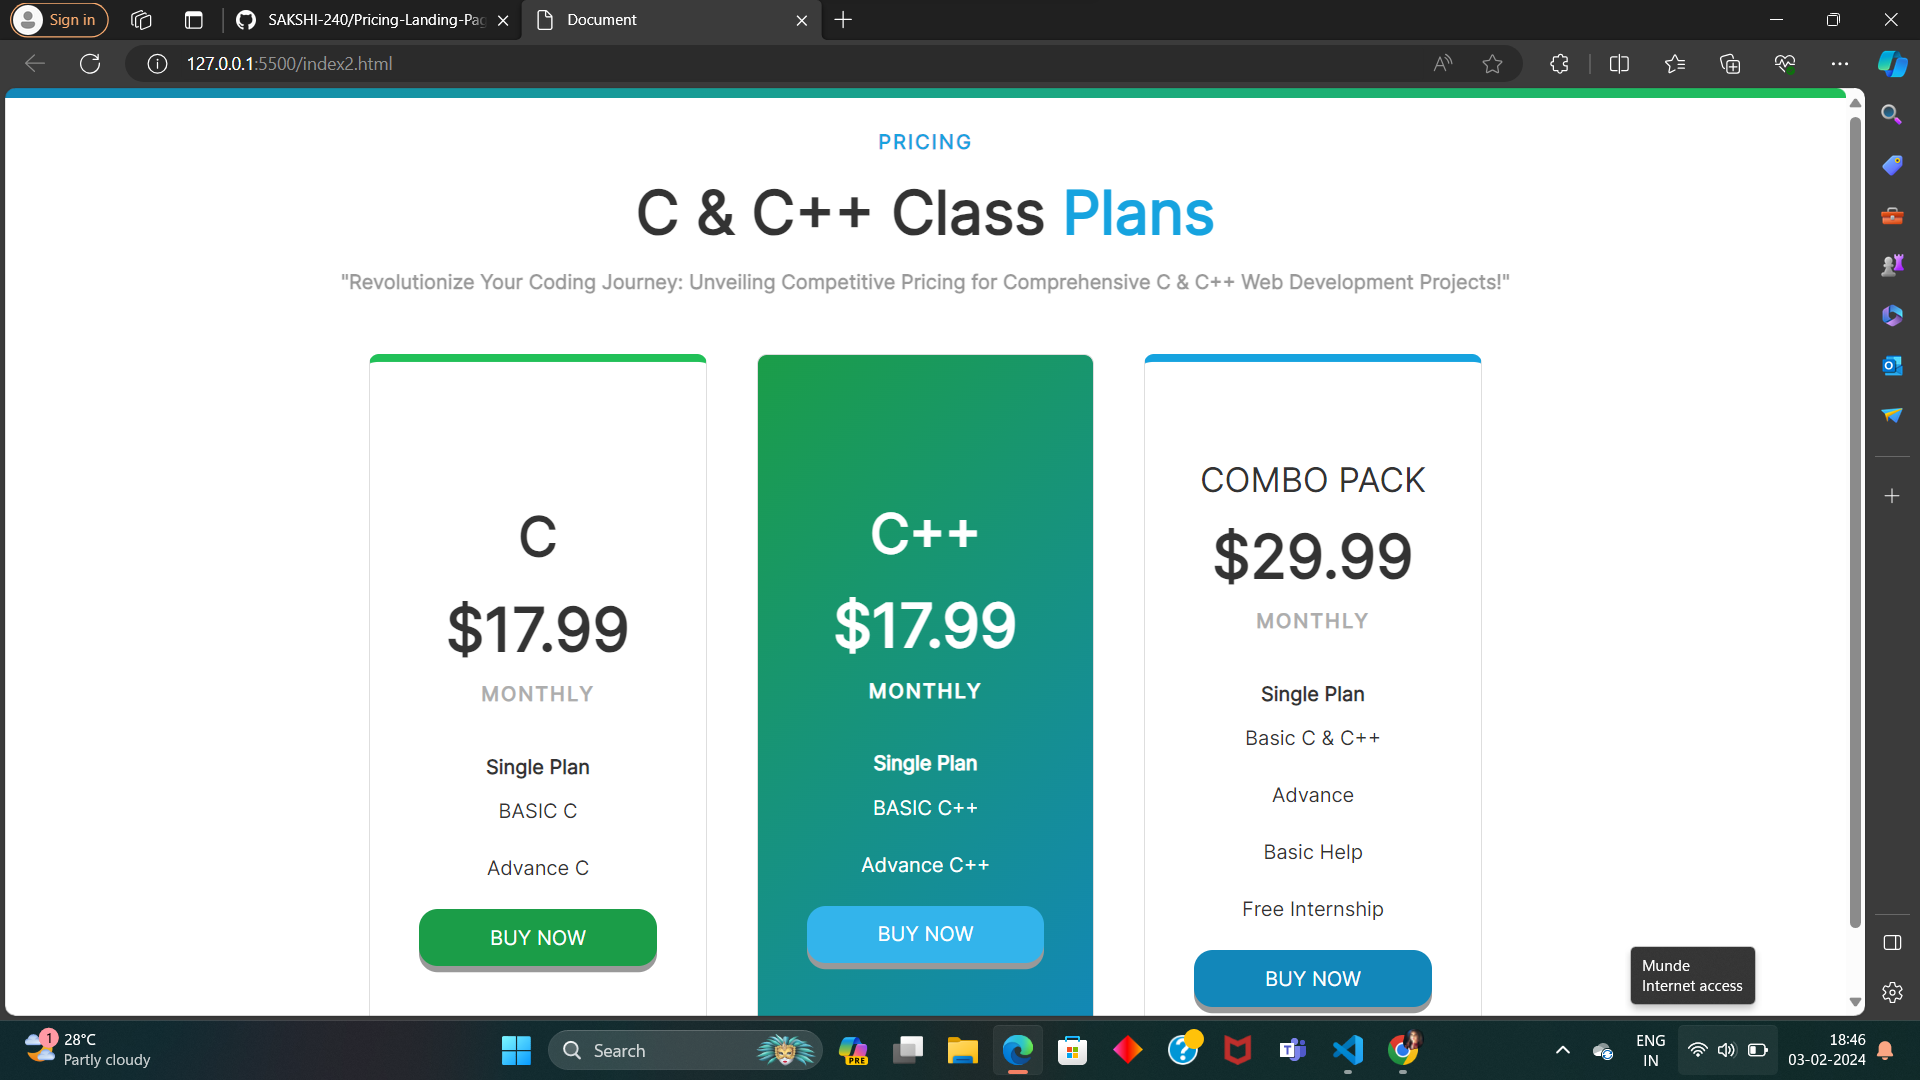 Sign in
SAKSHI-240/Pricing-Landing-Pag
Document
127.0.0.1:5500/index2.html
PRICING
C & C++ Class Plans
"Revolutionize Your Coding Journey: Unveiling Competitive Pricing for Comprehensive C & C++ Web Development Projects!"
C
$17.99
MONTHLY
Single Plan
BASIC C
Advance C
BUY NOW
C++
$17.99
MONTHLY
Single Plan
BASIC C++
Advance C++
BUY NOW
COMBO PACK
$29.99
MONTHLY
Single Plan
Basic C & C++
Advance
Basic Help
Free Internship
BUY NOW
Munde
Internet access
1
28°C
Partly cloudy
Search
PRE
ENG
IN
18:46
03-02-2024